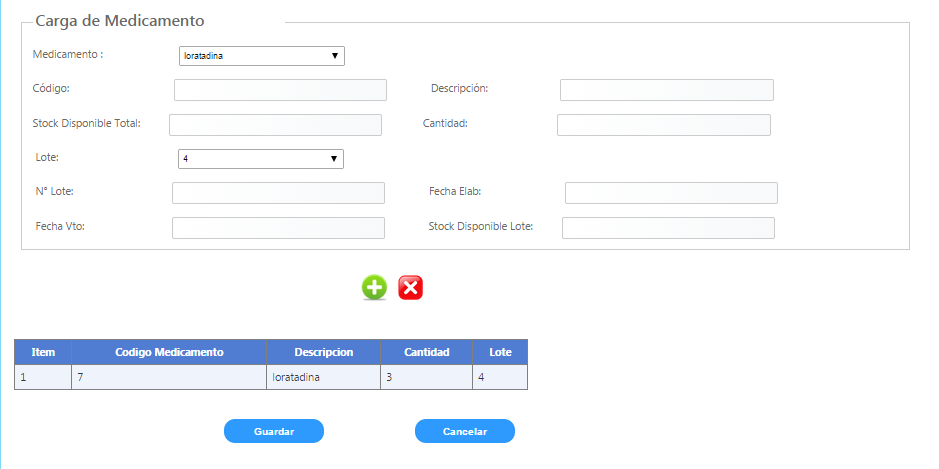 Carga de Medicamento
Medicamento : loratadina
Código: Descripción:
Stock Disponible Total: Cantidad:
Lote: 4
N° Lote: Fecha Elab:
Fecha Vto: Stock Disponible Lote:
Item Codigo Medicamento Descripcion Cantidad Lote
1 7 loratadina 3 4
Guardar Cancelar